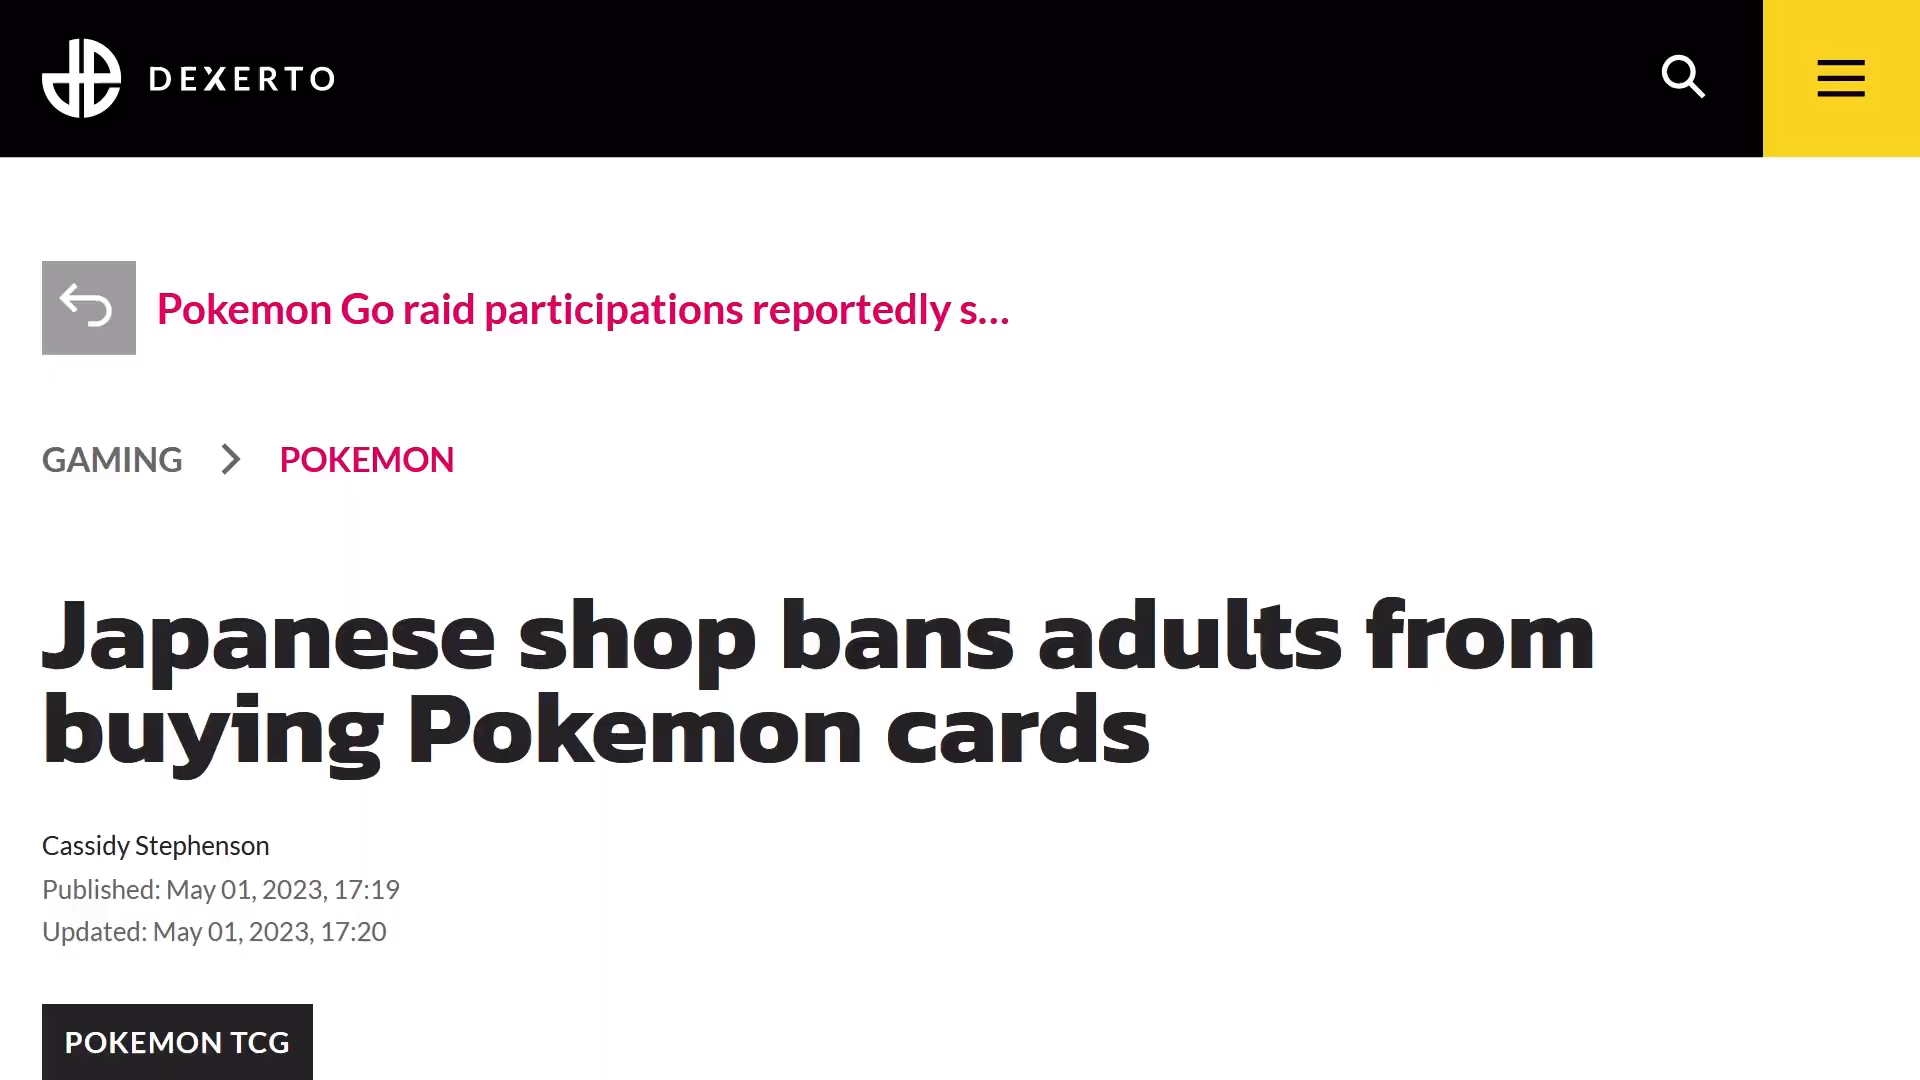 DEXERTO
Pokemon Go raid participations reportedly s...
GAMING > POKEMON
Japanese shop bans adults from
buying Pokemon cards
Cassidy Stephenson
Published: May 01, 2023, 17:19
Updated: May 01, 2023, 17:20
POKEMON TCG